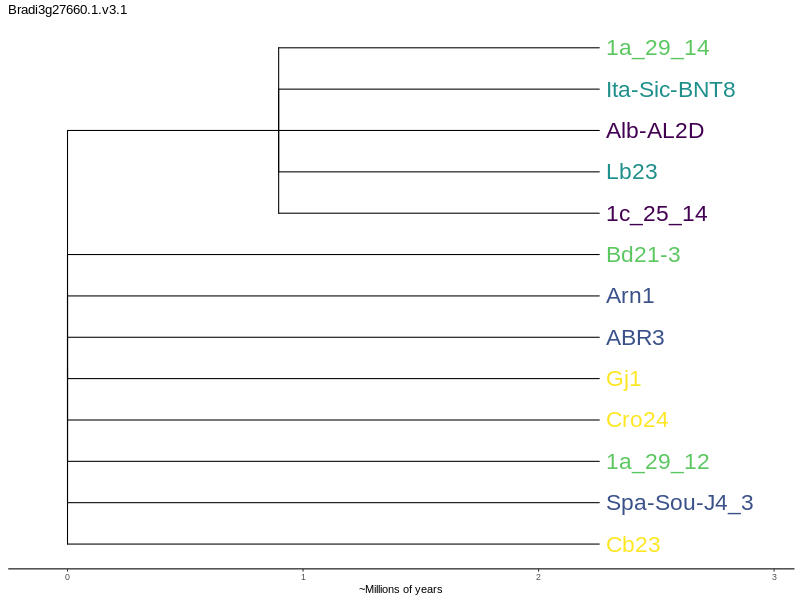 Bradi3g27660.1.v3.1
1a_29_14
Ita-Sic-BNT8
Alb-AL2D
Lb23
1c_25_14
Bd21-3
Arn1
ABR3
Gj1
Cro24
1a_29_12
Spa-Sou-J4_3
Cb23
0 1 2 3
~Millions of years